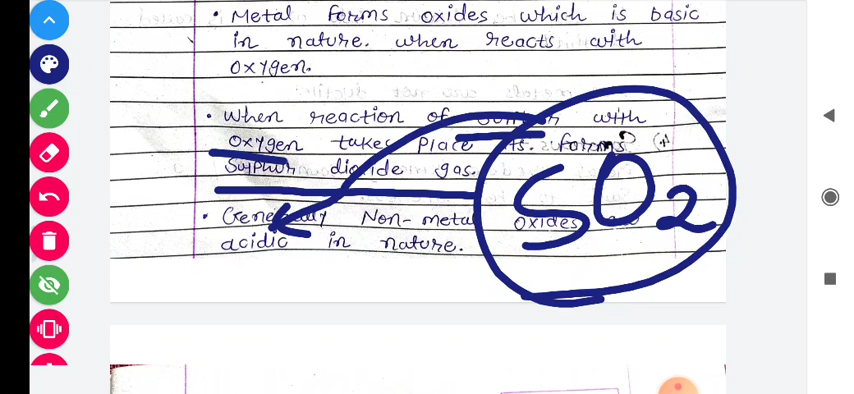 • Metal forms oxides which is basic
in nature. when reacts with
oxygen.
• when reaction of with
oxygen takes place its. forms
Sulphur dioxide gas.
SO2
• Generally Non-metal oxides are
acidic in nature.